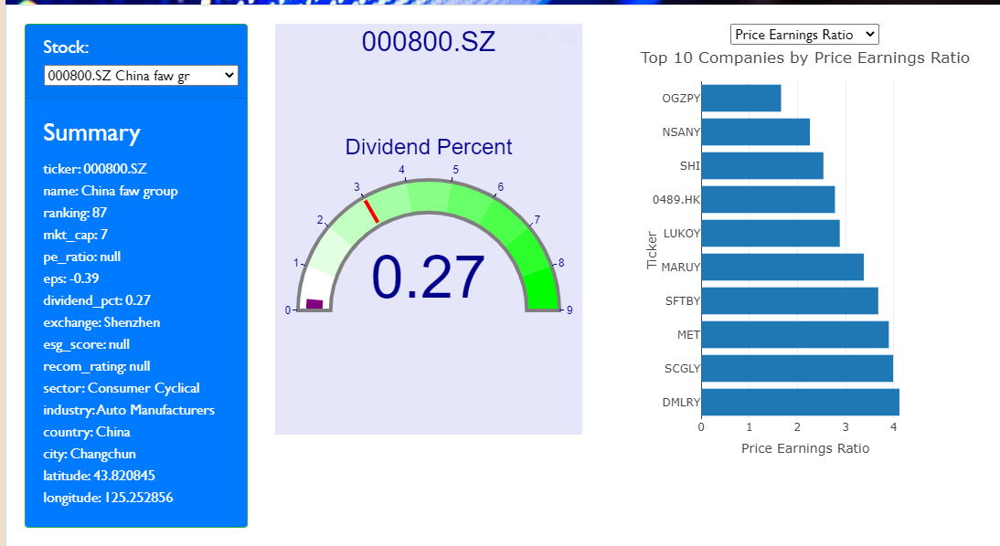 Stock:
000800.SZ China faw gr
Summary
ticker: 000800.SZ
name: China faw group
ranking: 87
mkt_cap: 7
pe_ratio: null
eps: -0.39
dividend_pct: 0.27
exchange: Shenzhen
esg_score: null
recom_rating: null
sector: Consumer Cyclical
industry: Auto Manufacturers
country: China
city: Changchun
latitude: 43.820845
longitude: 125.252856
000800.SZ
Dividend Percent
0
1
2
3
4
5
6
7
8
9
0.27
Price Earnings Ratio
Top 10 Companies by Price Earnings Ratio
Ticker
OGZPY
NSANY
SHI
0489.HK
LUKOY
MARUY
SFTBY
MET
SCGLY
DMLRY
0 1 2 3 4
Price Earnings Ratio